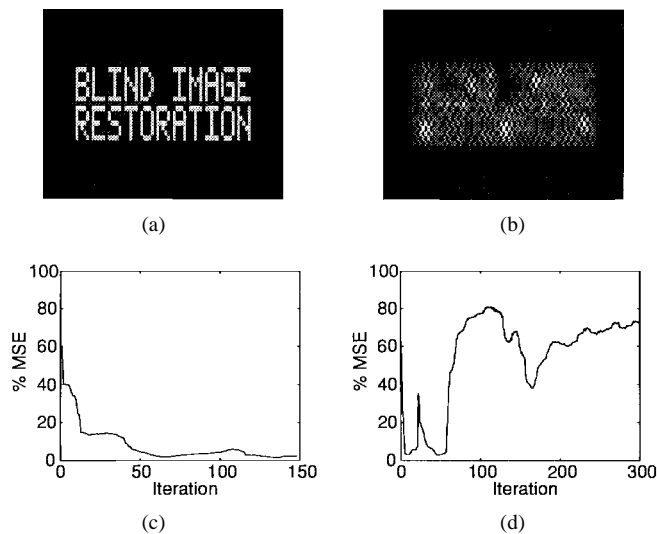 BLIND IMAGE
RESTORATION
(a)
(b)
100
80
60
40
20
0
% MSE
0
50
100
150
Iteration
(c)
100
80
60
40
20
0
% MSE
0
100
200
300
Iteration
(d)